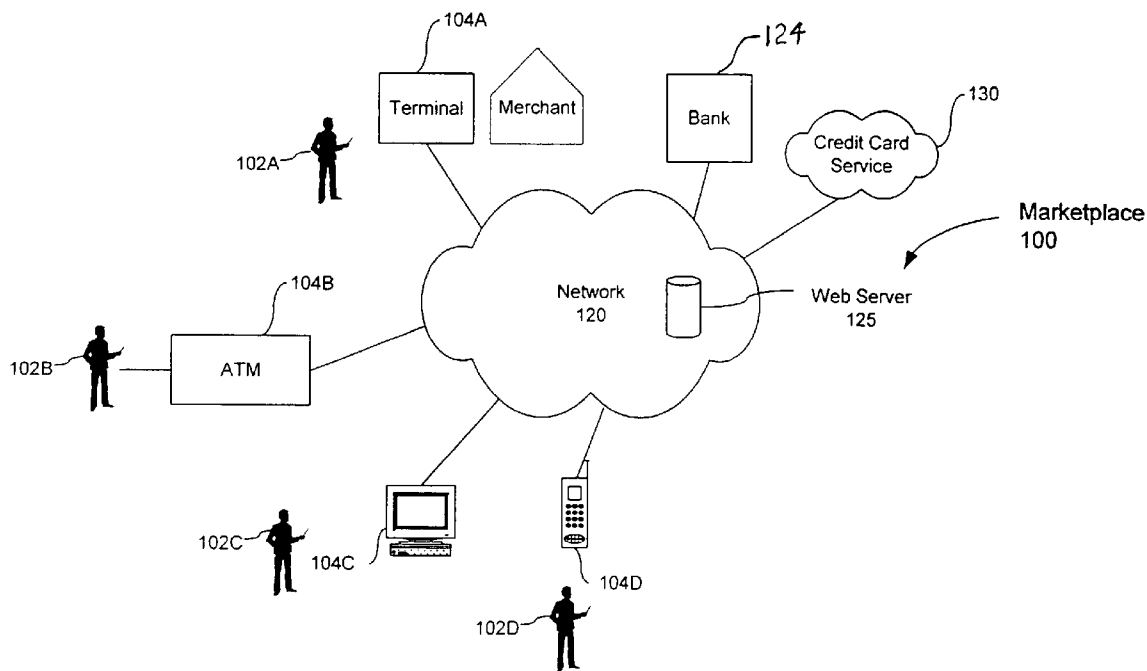 104A
124
Terminal
Merchant
Bank
130
Credit Card
Service
102A
Marketplace
100
104B
Network
120
Web Server
125
102B
ATM
102C
104C
104D
102D